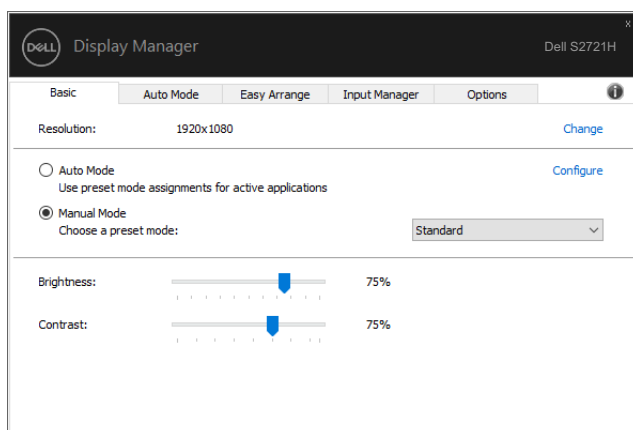 DELL Display Manager Dell S2721H
x
Basic Auto Mode Easy Arrange Input Manager Options i
Resolution: 1920x1080 Change
Auto Mode Configure
Use preset mode assignments for active applications
Manual Mode
Choose a preset mode: Standard
Brightness: 75%
Contrast: 75%